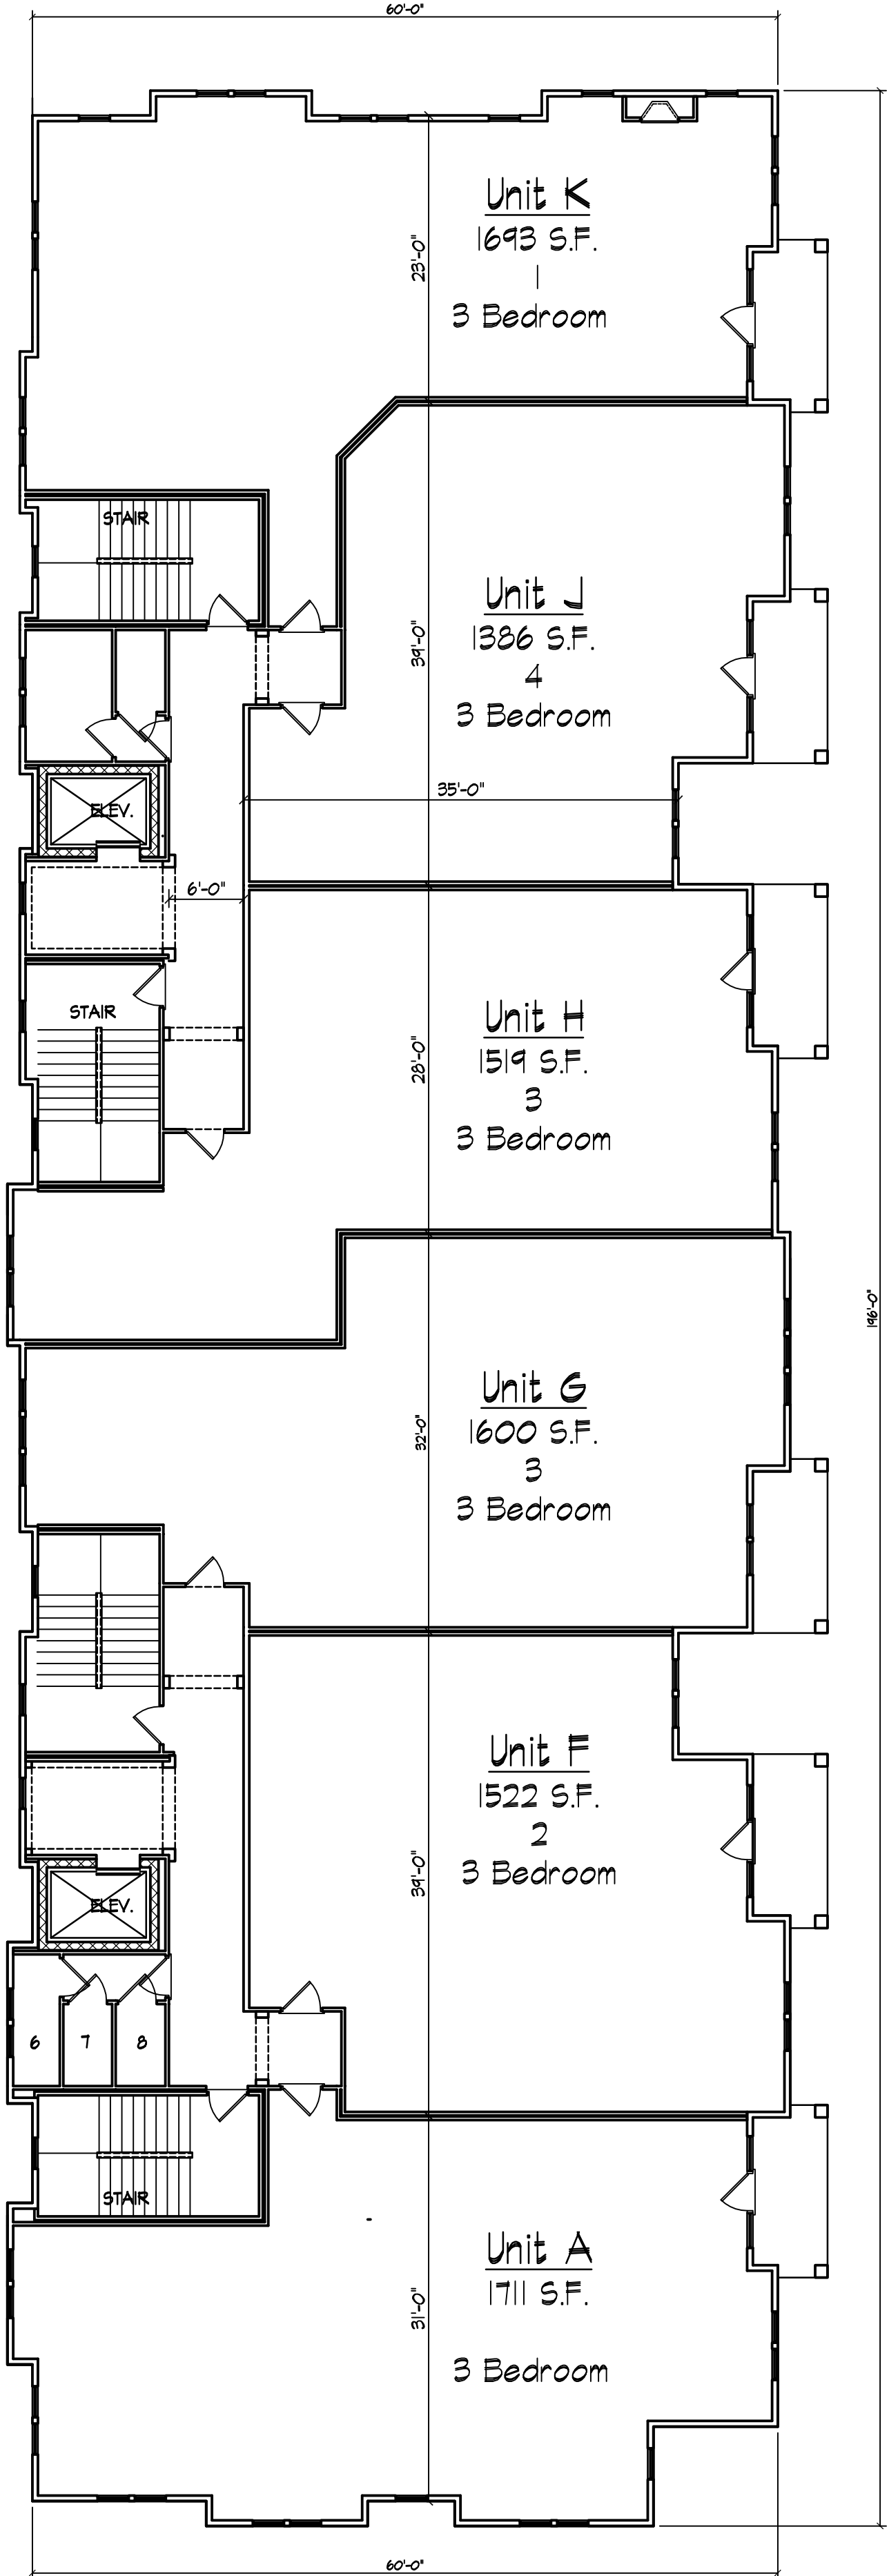 60'-0"
Unit K
1693 S.F.
1
3 Bedroom
23'-0"
STAIR
Unit J
1386 S.F.
4
3 Bedroom
39'-0"
35'-0"
ELEV.
6'-0"
STAIR
Unit H
1519 S.F.
3
3 Bedroom
28'-0"
196'-0"
Unit G
1600 S.F.
3
3 Bedroom
32'-0"
Unit F
1522 S.F.
2
3 Bedroom
39'-0"
ELEV.
6
7
8
STAIR
Unit A
1711 S.F.
3 Bedroom
31'-0"
60'-0"